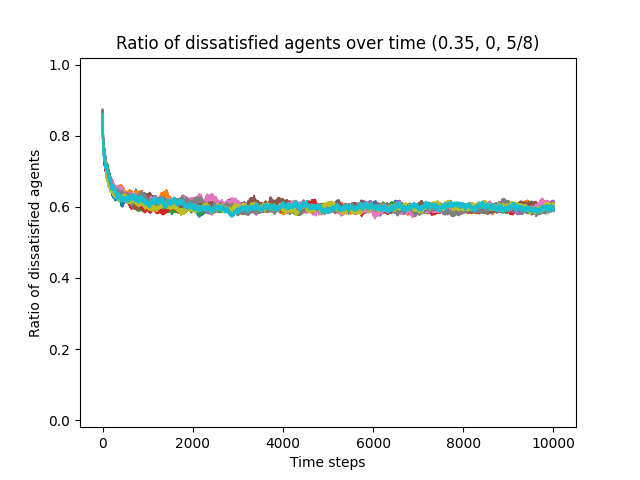 Ratio of dissatisfied agents over time (0.35, 0, 5/8)
1.0
0.8
0.6
0.4
0.2
0.0
Ratio of dissatisfied agents
0 2000 4000 6000 8000 10000
Time steps